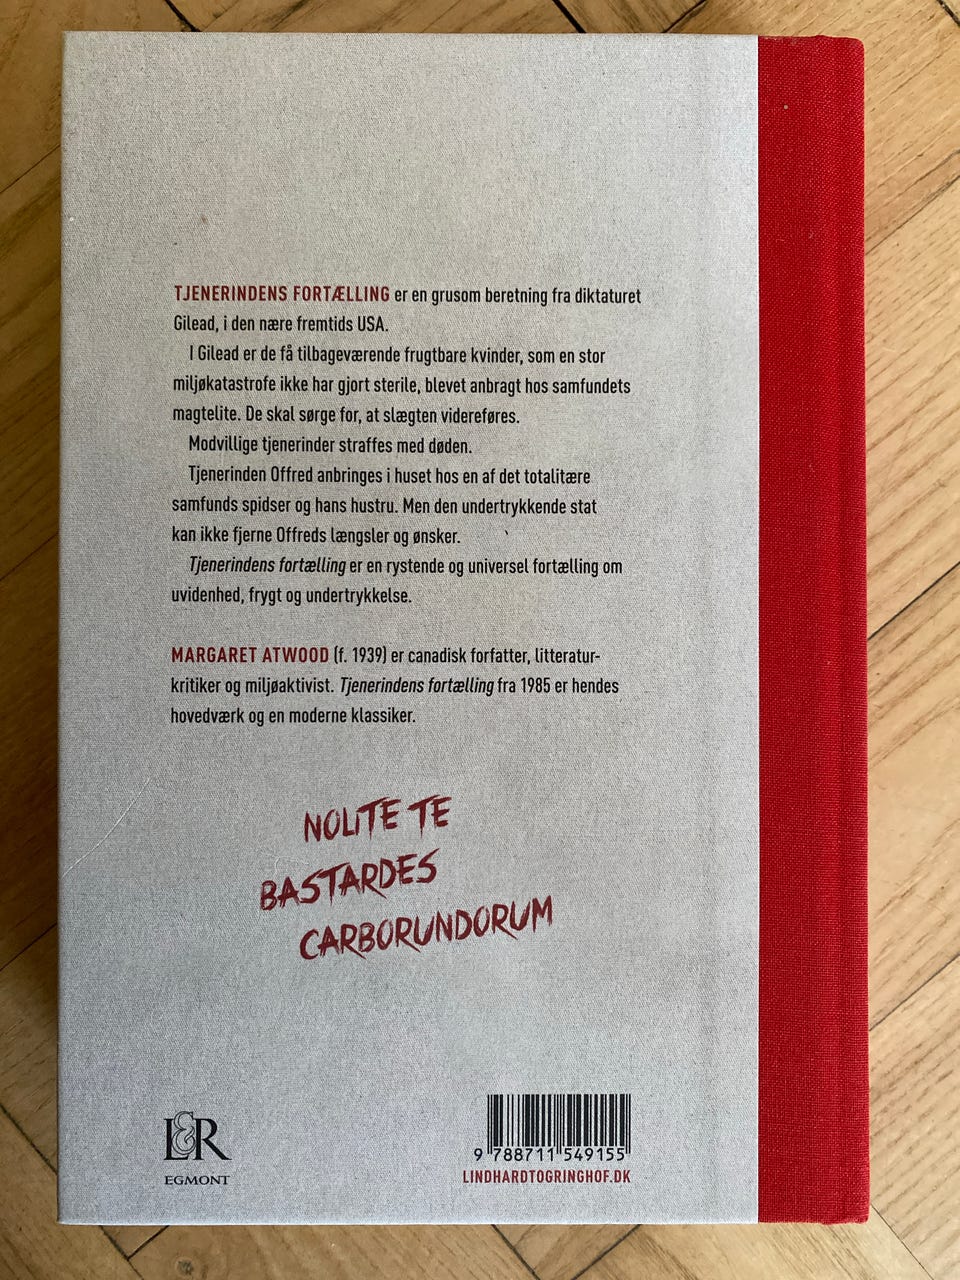 TJENERINDENS FORTÆLLING er en grusom beretning fra diktaturet
Gilead, i den nære fremtids USA.
I Gilead er de få tilbageværende frugtbare kvinder, som en stor
miljøkatastrofe ikke har gjort sterile, blevet anbragt hos samfundets
magtelite. De skal sørge for, at slægten videreføres.
Modvillige tjenerinder straffes med døden.
Tjenerinden Offred anbringes i huset hos en af det totalitære
samfunds spidser og hans hustru. Men den undertrykkende stat
kan ikke fjerne Offreds længsler og ønsker.
Tjenerindens fortælling er en rystende og universel fortælling om
uvidenhed, frygt og undertrykkelse.
MARGARET ATWOOD (f. 1939) er canadisk forfatter, litteratur-
kritiker og miljøaktivist. Tjenerindens fortælling fra 1985 er hendes
hovedværk og en moderne klassiker.
NOLITE TE
BASTARDES
CARBORUNDORUM
L&R
EGMONT
9 788711 549155
LINDHARDTOGRINGHOF.DK